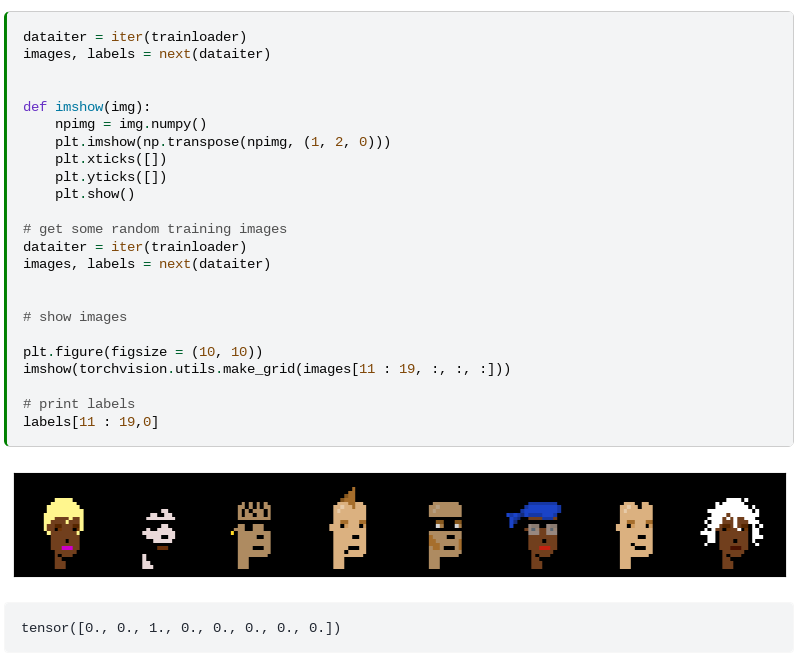 dataiter = iter(trainloader)
images, labels = next(dataiter)
def imshow(img):
    npimg = img.numpy()
    plt.imshow(np.transpose(npimg, (1, 2, 0)))
    plt.xticks([])
    plt.yticks([])
    plt.show()
# get some random training images
dataiter = iter(trainloader)
images, labels = next(dataiter)
# show images
plt.figure(figsize = (10, 10))
imshow(torchvision.utils.make_grid(images[11 : 19, :, :, :]))
# print labels
labels[11 : 19,0]
tensor([0., 0., 1., 0., 0., 0., 0., 0.])